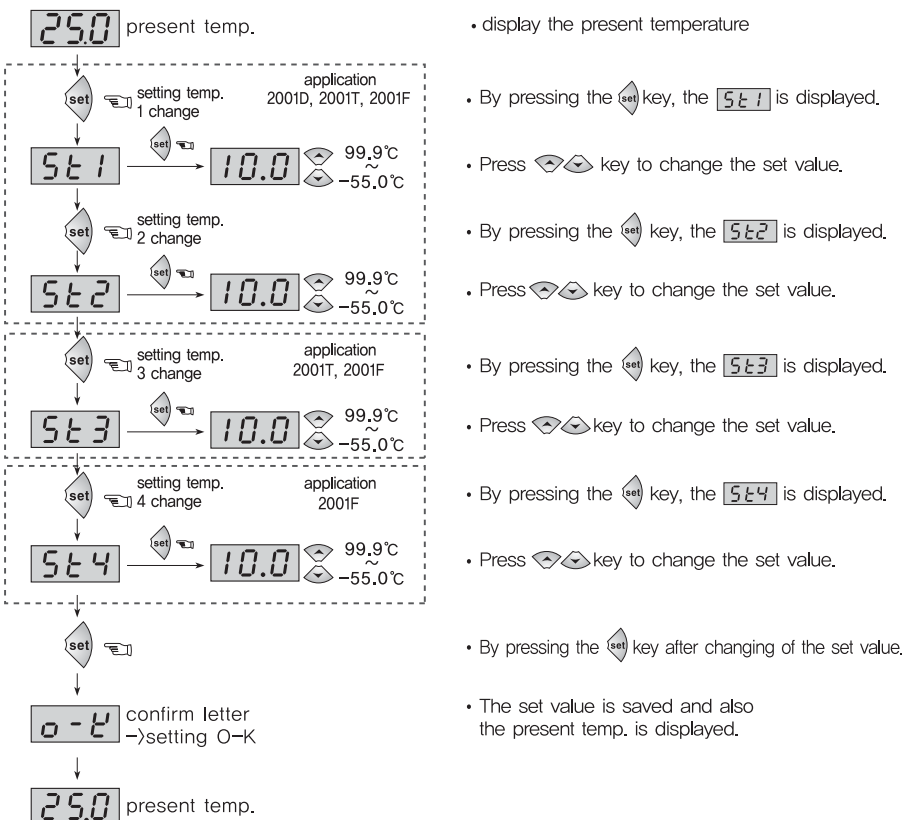 25.0 present temp.
• display the present temperature
set setting temp.
1 change
application
2001D, 2001T, 2001F
• By pressing the set key, the St1 is displayed.
set
St1 10.0 99.9℃
~
-55.0℃
• Press key to change the set value.
set setting temp.
2 change
• By pressing the set key, the St2 is displayed.
set
St2 10.0 99.9℃
~
-55.0℃
• Press key to change the set value.
set setting temp.
3 change
application
2001T, 2001F
• By pressing the set key, the St3 is displayed.
set
St3 10.0 99.9℃
~
-55.0℃
• Press key to change the set value.
set setting temp.
4 change
application
2001F
• By pressing the set key, the St4 is displayed.
set
St4 10.0 99.9℃
~
-55.0℃
• Press key to change the set value.
set
• By pressing the set key after changing of the set value.
o-K confirm letter
->setting O-K
• The set value is saved and also
the present temp. is displayed.
25.0 present temp.